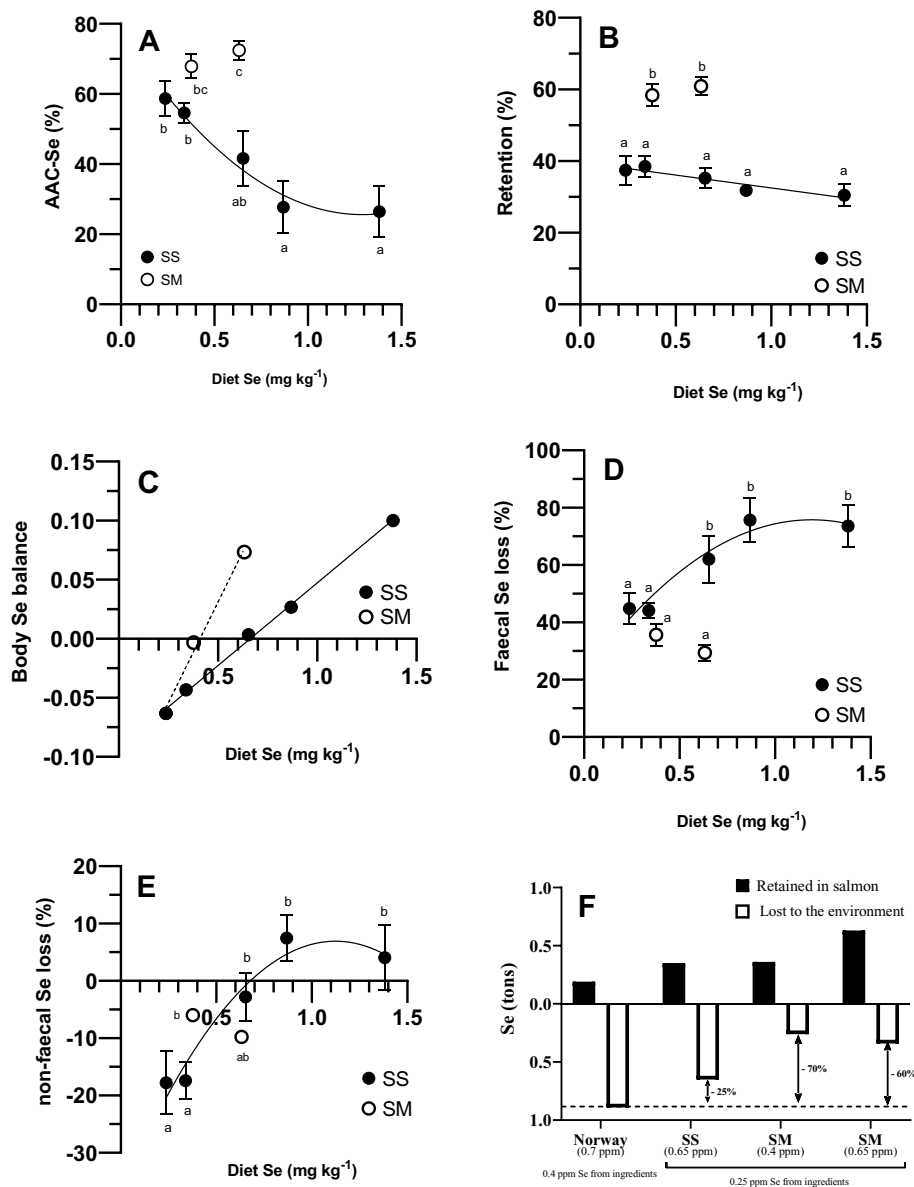 A
AAC-Se (%)
80
60
40
20
0
b
b
bc
c
ab
a
a
SS
SM
0.0 0.5 1.0 1.5
Diet Se (mg kg-1)
B
Retention (%)
80
60
40
20
0
a
a
b
b
a
a
a
SS
SM
0.0 0.5 1.0 1.5
Diet Se (mg kg-1)
C
Body Se balance
0.15
0.10
0.05
0.00
-0.05
-0.10
0.5 1.0 1.5
SS
SM
Diet Se (mg kg-1)
D
Faecal Se loss (%)
100
80
60
40
20
0
a
a
a
a
b
b
b
SS
SM
0.0 0.5 1.0 1.5
Diet Se (mg kg-1)
E
non-faecal Se loss (%)
20
10
0
-10
-20
-30
b
b
b
b
ab
a
a
0.5 1.0 1.5
SS
SM
Diet Se (mg kg-1)
F
Retained in salmon
Lost to the environment
Se (tons)
1.0
0.5
0.0
0.5
1.0
- 25%
- 70%
- 60%
Norway SS SM SM
(0.7 ppm) (0.65 ppm) (0.4 ppm) (0.65 ppm)
0.4 ppm Se from ingredients
0.25 ppm Se from ingredients